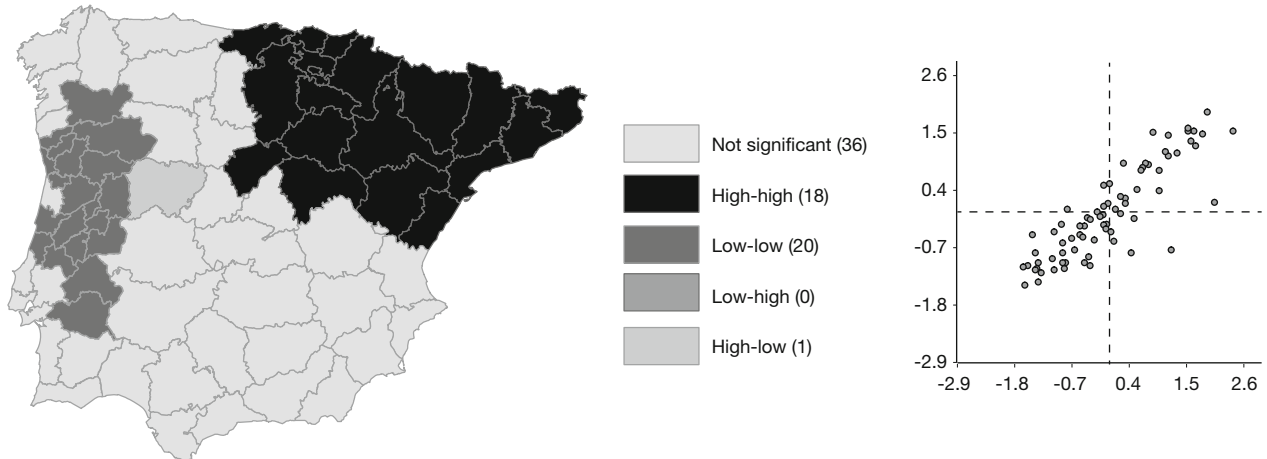 Not significant (36)
High-high (18)
Low-low (20)
Low-high (0)
High-low (1)
2.6
1.5
0.4
-0.7
-1.8
-2.9
-2.9 -1.8 -0.7 0.4 1.5 2.6